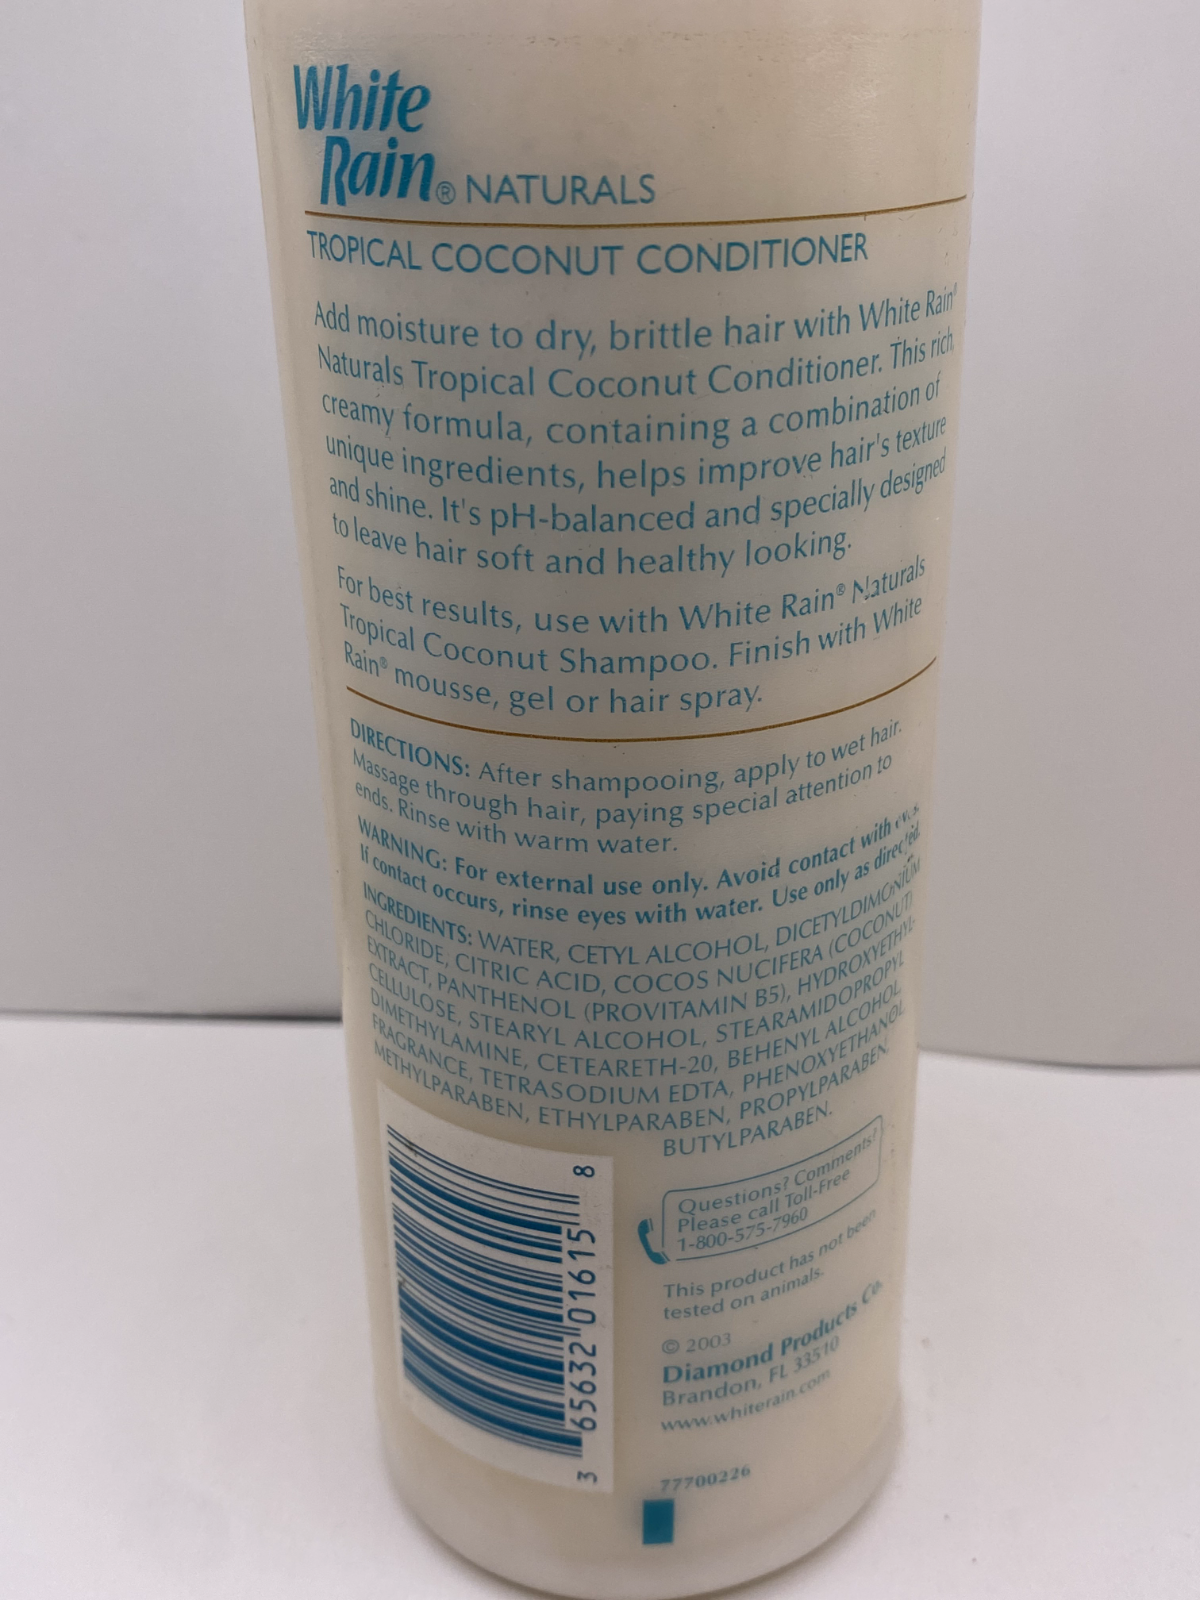 White
Rain® NATURALS
TROPICAL COCONUT CONDITIONER
Add moisture to dry, brittle hair with White Rain®
Naturals Tropical Coconut Conditioner. This rich,
creamy formula, containing a combination of
unique ingredients, helps improve hair's texture
and shine. It's pH-balanced and specially designed
to leave hair soft and healthy looking.
For best results, use with White Rain® Naturals
Tropical Coconut Shampoo. Finish with White
Rain® mousse, gel or hair spray.
DIRECTIONS: After shampooing, apply to wet hair.
Massage through hair, paying special attention to
ends. Rinse with warm water.
WARNING: For external use only. Avoid contact with eyes.
If contact occurs, rinse eyes with water. Use only as directed.
INGREDIENTS: WATER, CETYL ALCOHOL, DICETYLDIMONIUM
CHLORIDE, CITRIC ACID, COCOS NUCIFERA (COCONUT)
EXTRACT, PANTHENOL (PROVITAMIN B5), HYDROXYETHYL-
CELLULOSE, STEARYL ALCOHOL, STEARAMIDOPROPYL
DIMETHYLAMINE, CETEARETH-20, BEHENYL ALCOHOL,
FRAGRANCE, TETRASODIUM EDTA, PHENOXYETHANOL,
METHYLPARABEN, ETHYLPARABEN, PROPYLPARABEN,
BUTYLPARABEN.
Questions? Comments?
Please call Toll-Free
1-800-575-7960
This product has not been
tested on animals.
© 2003
Diamond Products Co.
Brandon, FL 33510
www.whiterain.com
77700226
3 65632 01615 8